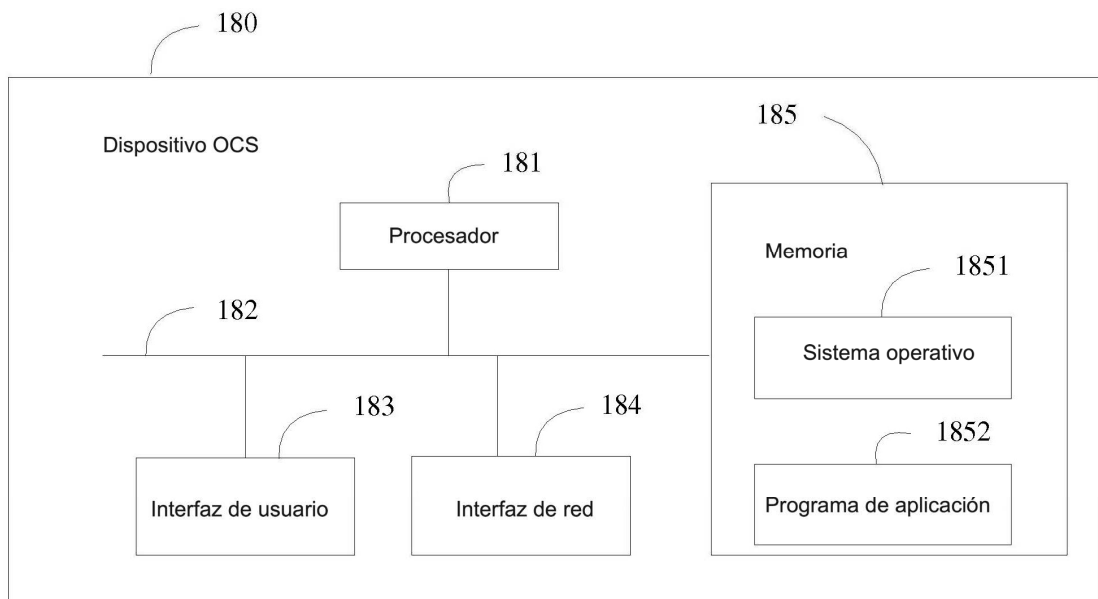 180
Dispositivo OCS
185
181
Procesador
Memoria
1851
182
Sistema operativo
183
184
1852
Interfaz de usuario
Interfaz de red
Programa de aplicación